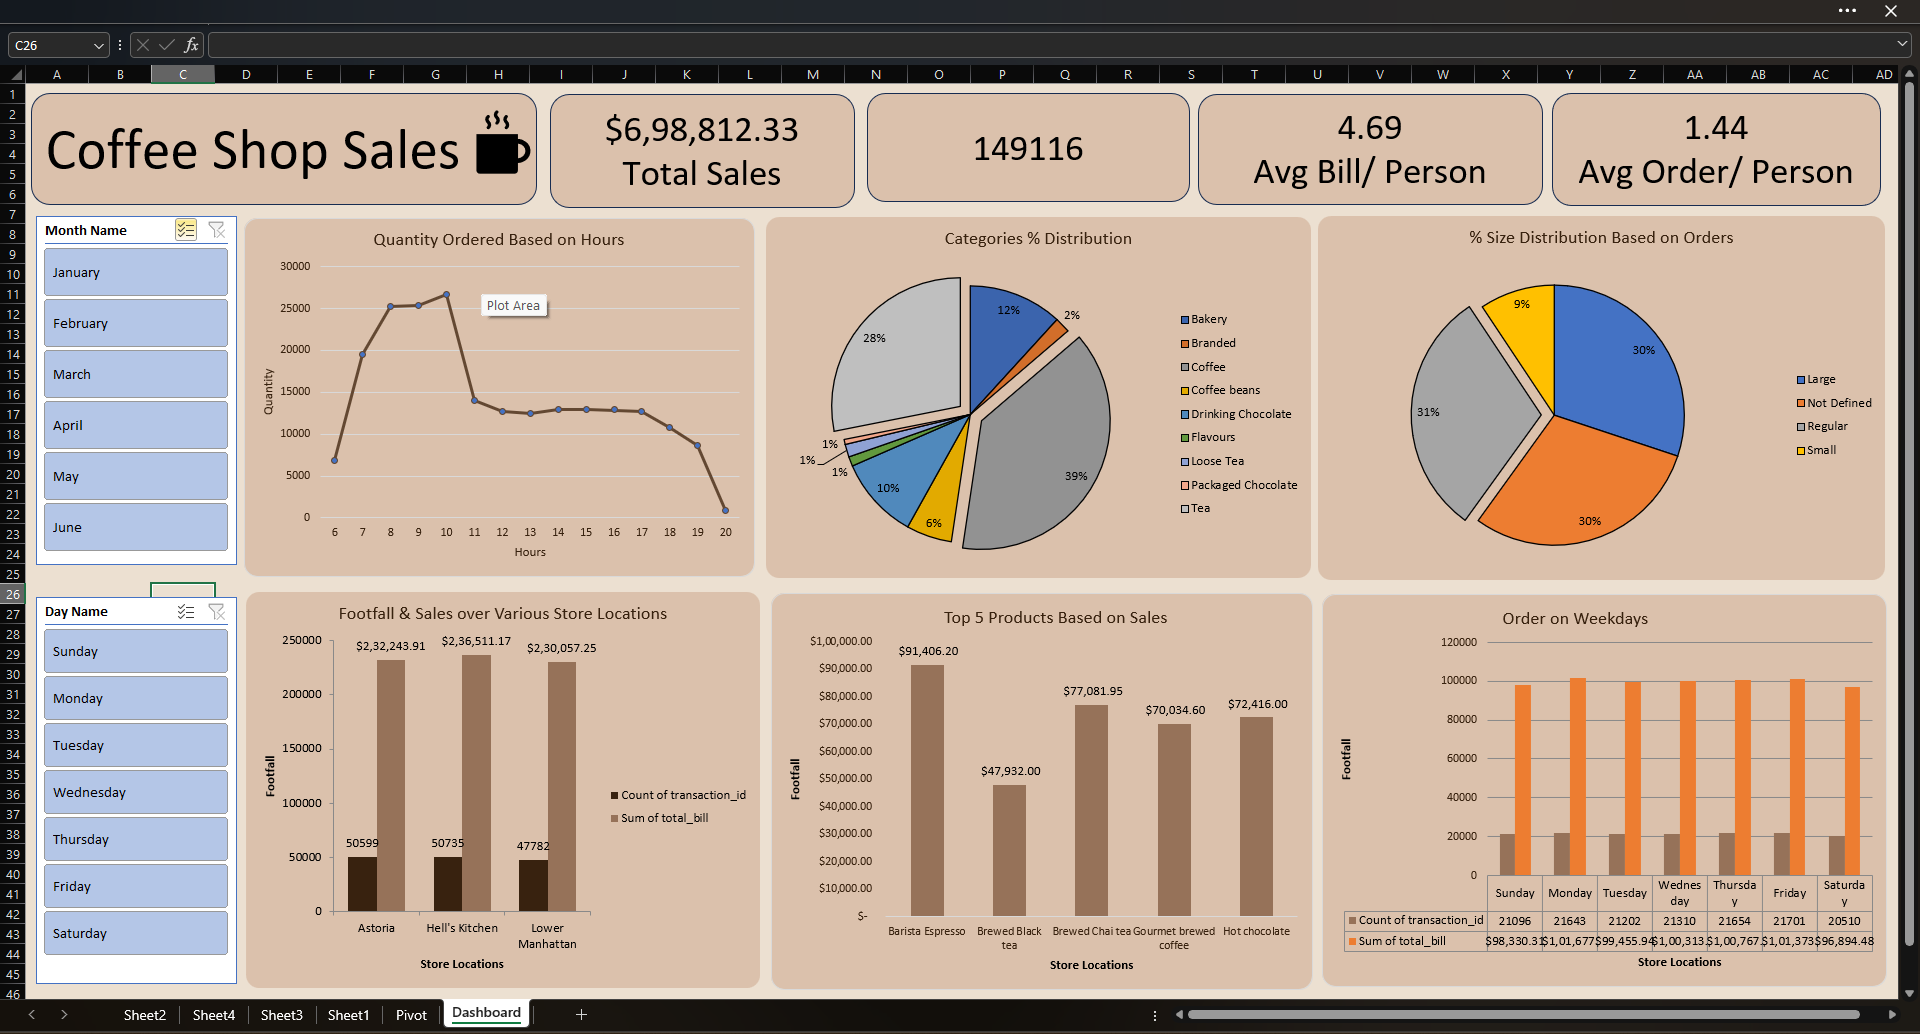 C26
fx
A B C D E F G H I J K L M N O P Q R S T U V W X Y Z AA AB AC AD
1
2
3
4
5
6
7
8
9
10
11
12
13
14
15
16
17
18
19
20
21
22
23
24
25
26
27
28
29
30
31
32
33
34
35
36
37
38
39
40
41
42
43
44
45
46
Coffee Shop Sales
$6,98,812.33
Total Sales
149116
4.69
Avg Bill/ Person
1.44
Avg Order/ Person
Month Name
January
February
March
April
May
June
Quantity Ordered Based on Hours
30000
25000
20000
15000
10000
5000
0
Quantity
Plot Area
6 7 8 9 10 11 12 13 14 15 16 17 18 19 20
Hours
Categories % Distribution
12%
2%
28%
39%
1%
1%
1%
10%
6%
Bakery
Branded
Coffee
Coffee beans
Drinking Chocolate
Flavours
Loose Tea
Packaged Chocolate
Tea
% Size Distribution Based on Orders
9%
30%
31%
30%
Large
Not Defined
Regular
Small
Day Name
Sunday
Monday
Tuesday
Wednesday
Thursday
Friday
Saturday
Footfall & Sales over Various Store Locations
250000
200000
150000
100000
50000
0
Footfall
$2,32,243.91
$2,36,511.17
$2,30,057.25
50599
50735
47782
Count of transaction_id
Sum of total_bill
Astoria
Hell's Kitchen
Lower
Manhattan
Store Locations
Top 5 Products Based on Sales
$1,00,000.00
$90,000.00
$80,000.00
$70,000.00
$60,000.00
$50,000.00
$40,000.00
$30,000.00
$20,000.00
$10,000.00
$-
Footfall
$91,406.20
$47,932.00
$77,081.95
$70,034.60
$72,416.00
Barista Espresso
Brewed Black
tea
Brewed Chai tea
Gourmet brewed
coffee
Hot chocolate
Store Locations
Order on Weekdays
120000
100000
80000
60000
40000
20000
0
Footfall
Sunday
Monday
Tuesday
Wednes
day
Thursda
y
Friday
Saturda
y
Count of transaction_id 21096 21643 21202 21310 21654 21701 20510
Sum of total_bill $98,330.31 $1,01,677 $99,455.94 $1,00,313. $1,00,767. $1,01,373 $96,894.48
Store Locations
Sheet2
Sheet4
Sheet3
Sheet1
Pivot
Dashboard